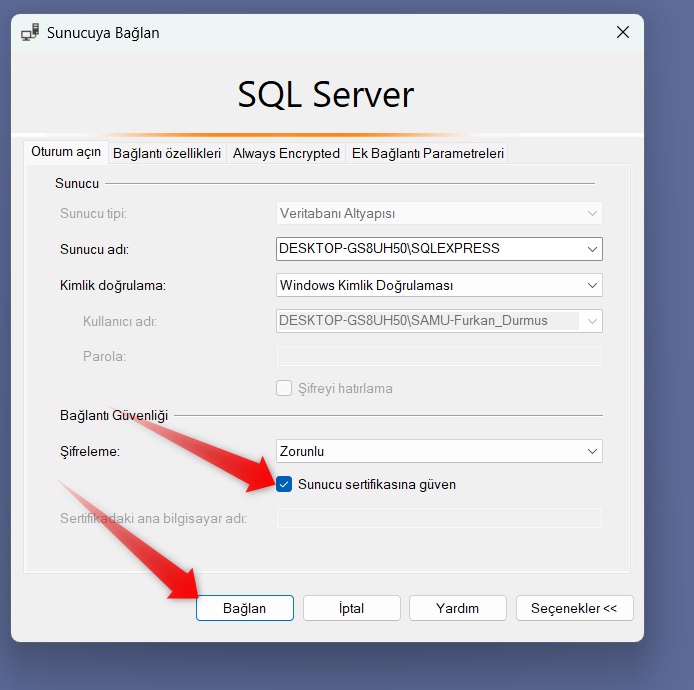 Sunucuya Bağlan
SQL Server
Oturum açın Bağlantı özellikleri Always Encrypted Ek Bağlantı Parametreleri
Sunucu
Sunucu tipi: Veritabanı Altyapısı
Sunucu adı: DESKTOP-GS8UH50\SQLEXPRESS
Kimlik doğrulama: Windows Kimlik Doğrulaması
Kullanıcı adı: DESKTOP-GS8UH50\SAMU-Furkan_Durmus
Parola:
Şifreyi hatırlama
Bağlantı Güvenliği
Şifreleme: Zorunlu
Sunucu sertifikasına güven
Sertifikadaki ana bilgisayar adı:
Bağlan İptal Yardım Seçenekler <<